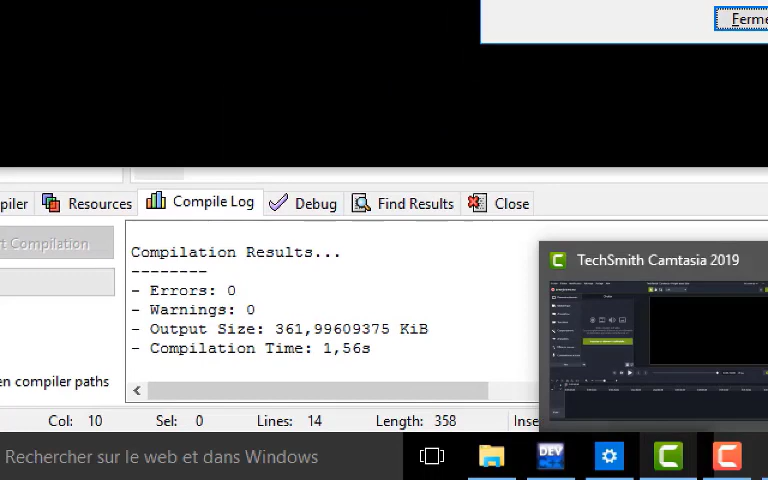 Ferme
piler
Resources
Compile Log
Debug
Find Results
Close
rt Compilation
Compilation Results...
--------
- Errors: 0
- Warnings: 0
- Output Size: 361,99609375 KiB
- Compilation Time: 1,56s
en compiler paths
TechSmith Camtasia 2019
Col: 10
Sel: 0
Lines: 14
Length: 358
Inse
Rechercher sur le web et dans Windows
DEV